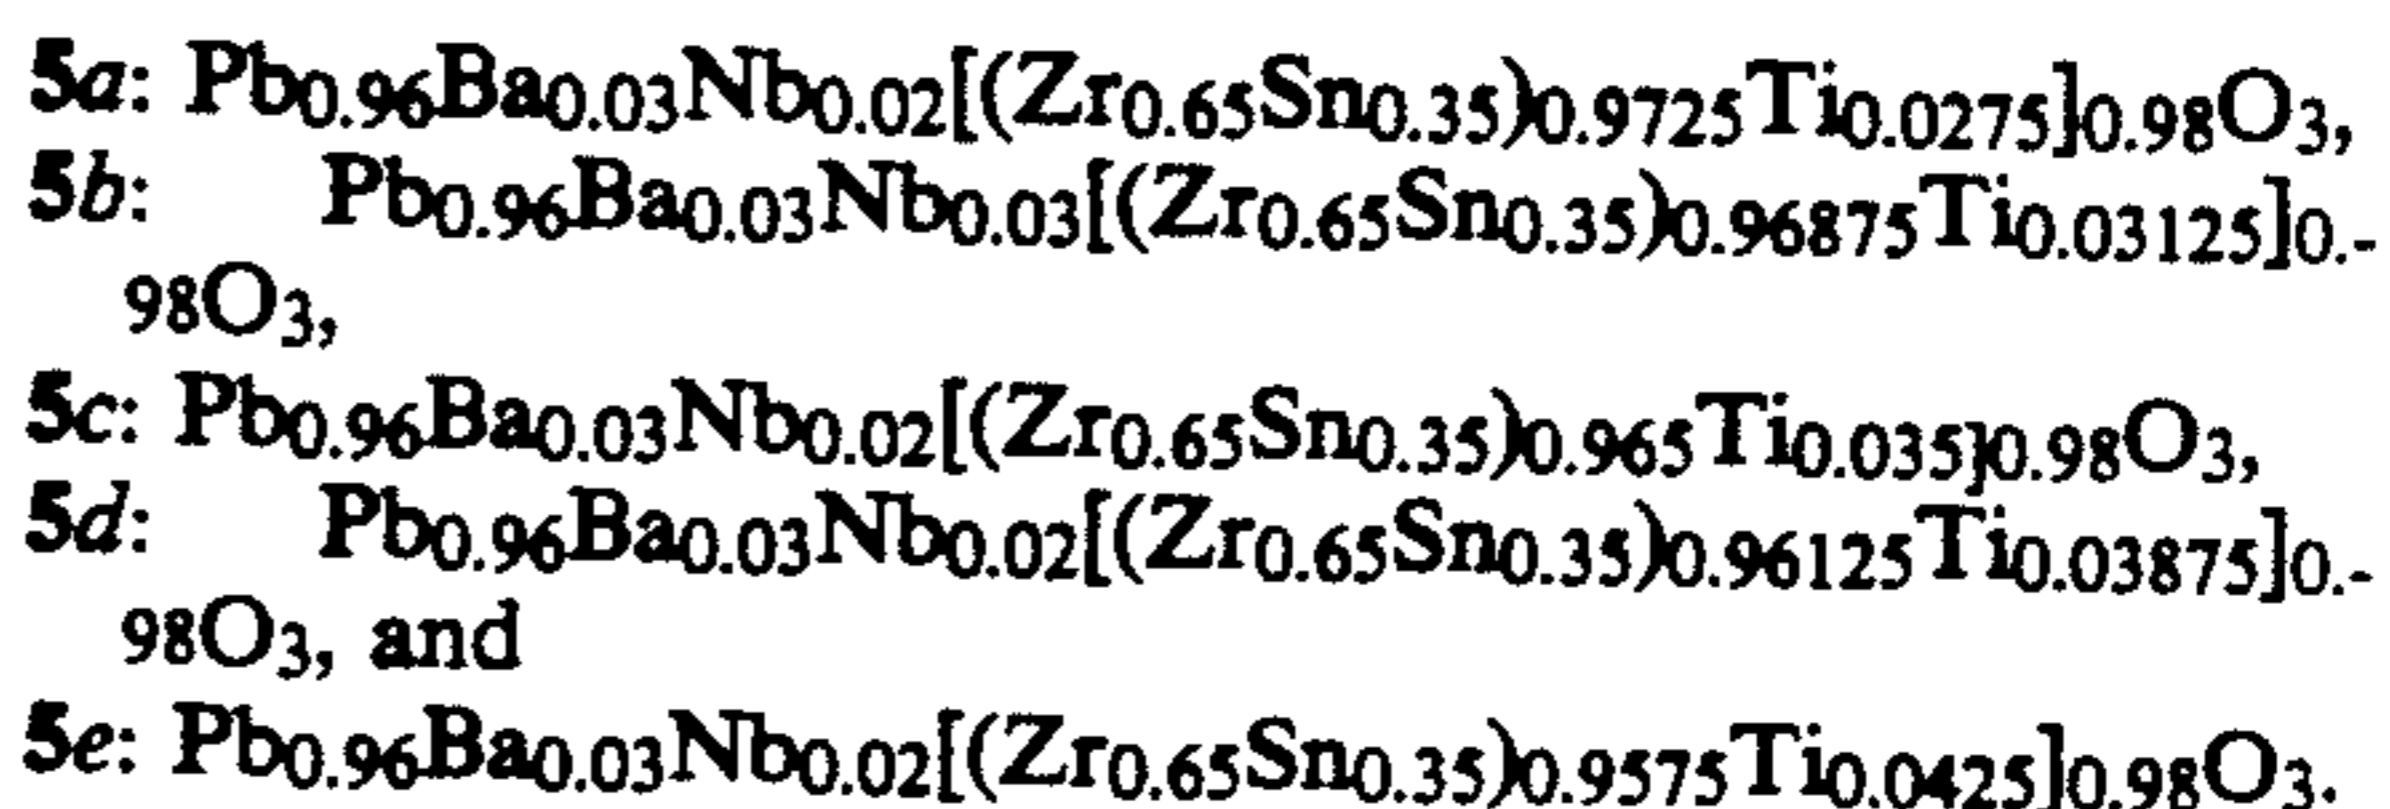 5a: Pb0.96Ba0.03Nb0.02[(Zr0.65Sn0.35)0.9725Ti0.0275]0.98O3,
5b: Pb0.96Ba0.03Nb0.03[(Zr0.65Sn0.35)0.96875Ti0.03125]0.-
98O3,
5c: Pb0.96Ba0.03Nb0.02[(Zr0.65Sn0.35)0.965Ti0.035]0.98O3,
5d: Pb0.96Ba0.03Nb0.02[(Zr0.65Sn0.35)0.96125Ti0.03875]0.-
98O3, and
5e: Pb0.96Ba0.03Nb0.02[(Zr0.65Sn0.35)0.9575Ti0.0425]0.98O3.